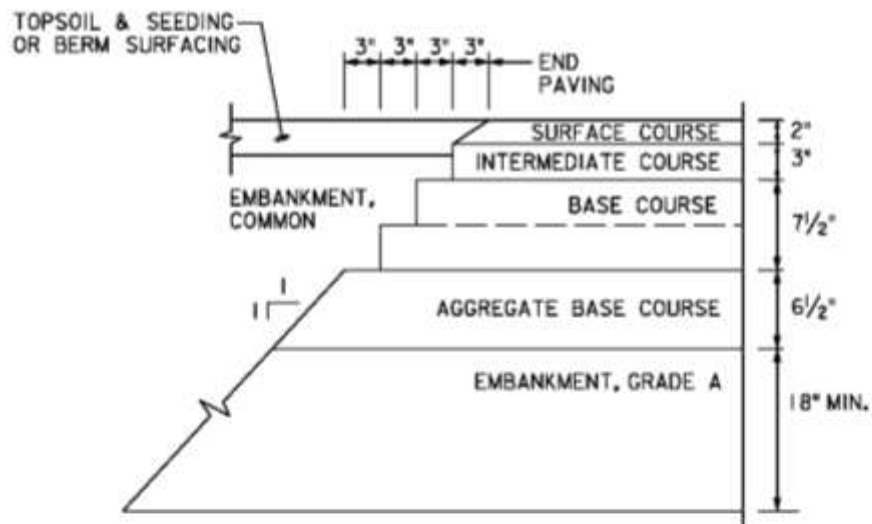 TOPSOIL & SEEDING
OR BERM SURFACING
3" 3" 3" 3"
END
PAVING
SURFACE COURSE
2"
INTERMEDIATE COURSE
3"
EMBANKMENT,
COMMON
BASE COURSE
7½"
1
1
AGGREGATE BASE COURSE
6½"
EMBANKMENT, GRADE A
18" MIN.